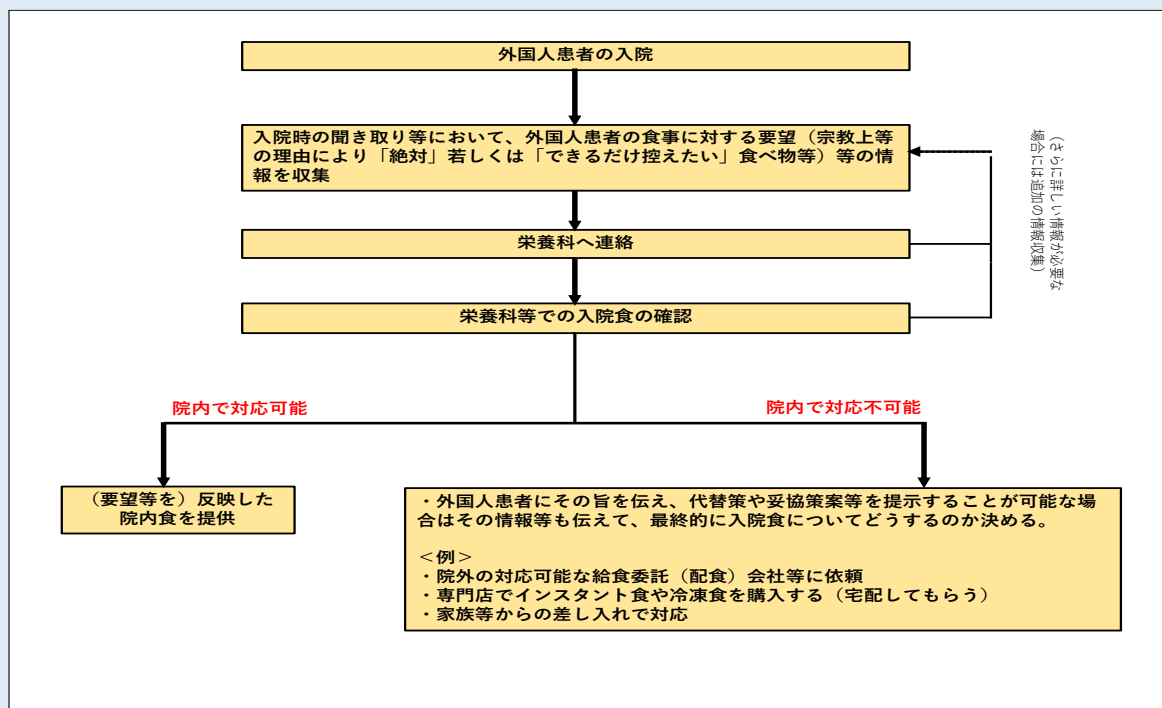 外国人患者の入院
入院時の聞き取り等において、外国人患者の食事に対する要望（宗教上等
の理由により「絶対」若しくは「できるだけ控えたい」食べ物等）等の情
報を収集
（さらに詳しい情報が必要な
場合には追加の情報収集）
栄養科へ連絡
栄養科等での入院食の確認
院内で対応可能
院内で対応不可能
（要望等を）反映した
院内食を提供
・外国人患者にその旨を伝え、代替策や妥協策案等を提示することが可能な場
合はその情報等も伝えて、最終的に入院食についてどうするのか決める。
＜例＞
・院外の対応可能な給食委託（配食）会社等に依頼
・専門店でインスタント食や冷凍食を購入する（宅配してもらう）
・家族等からの差し入れで対応